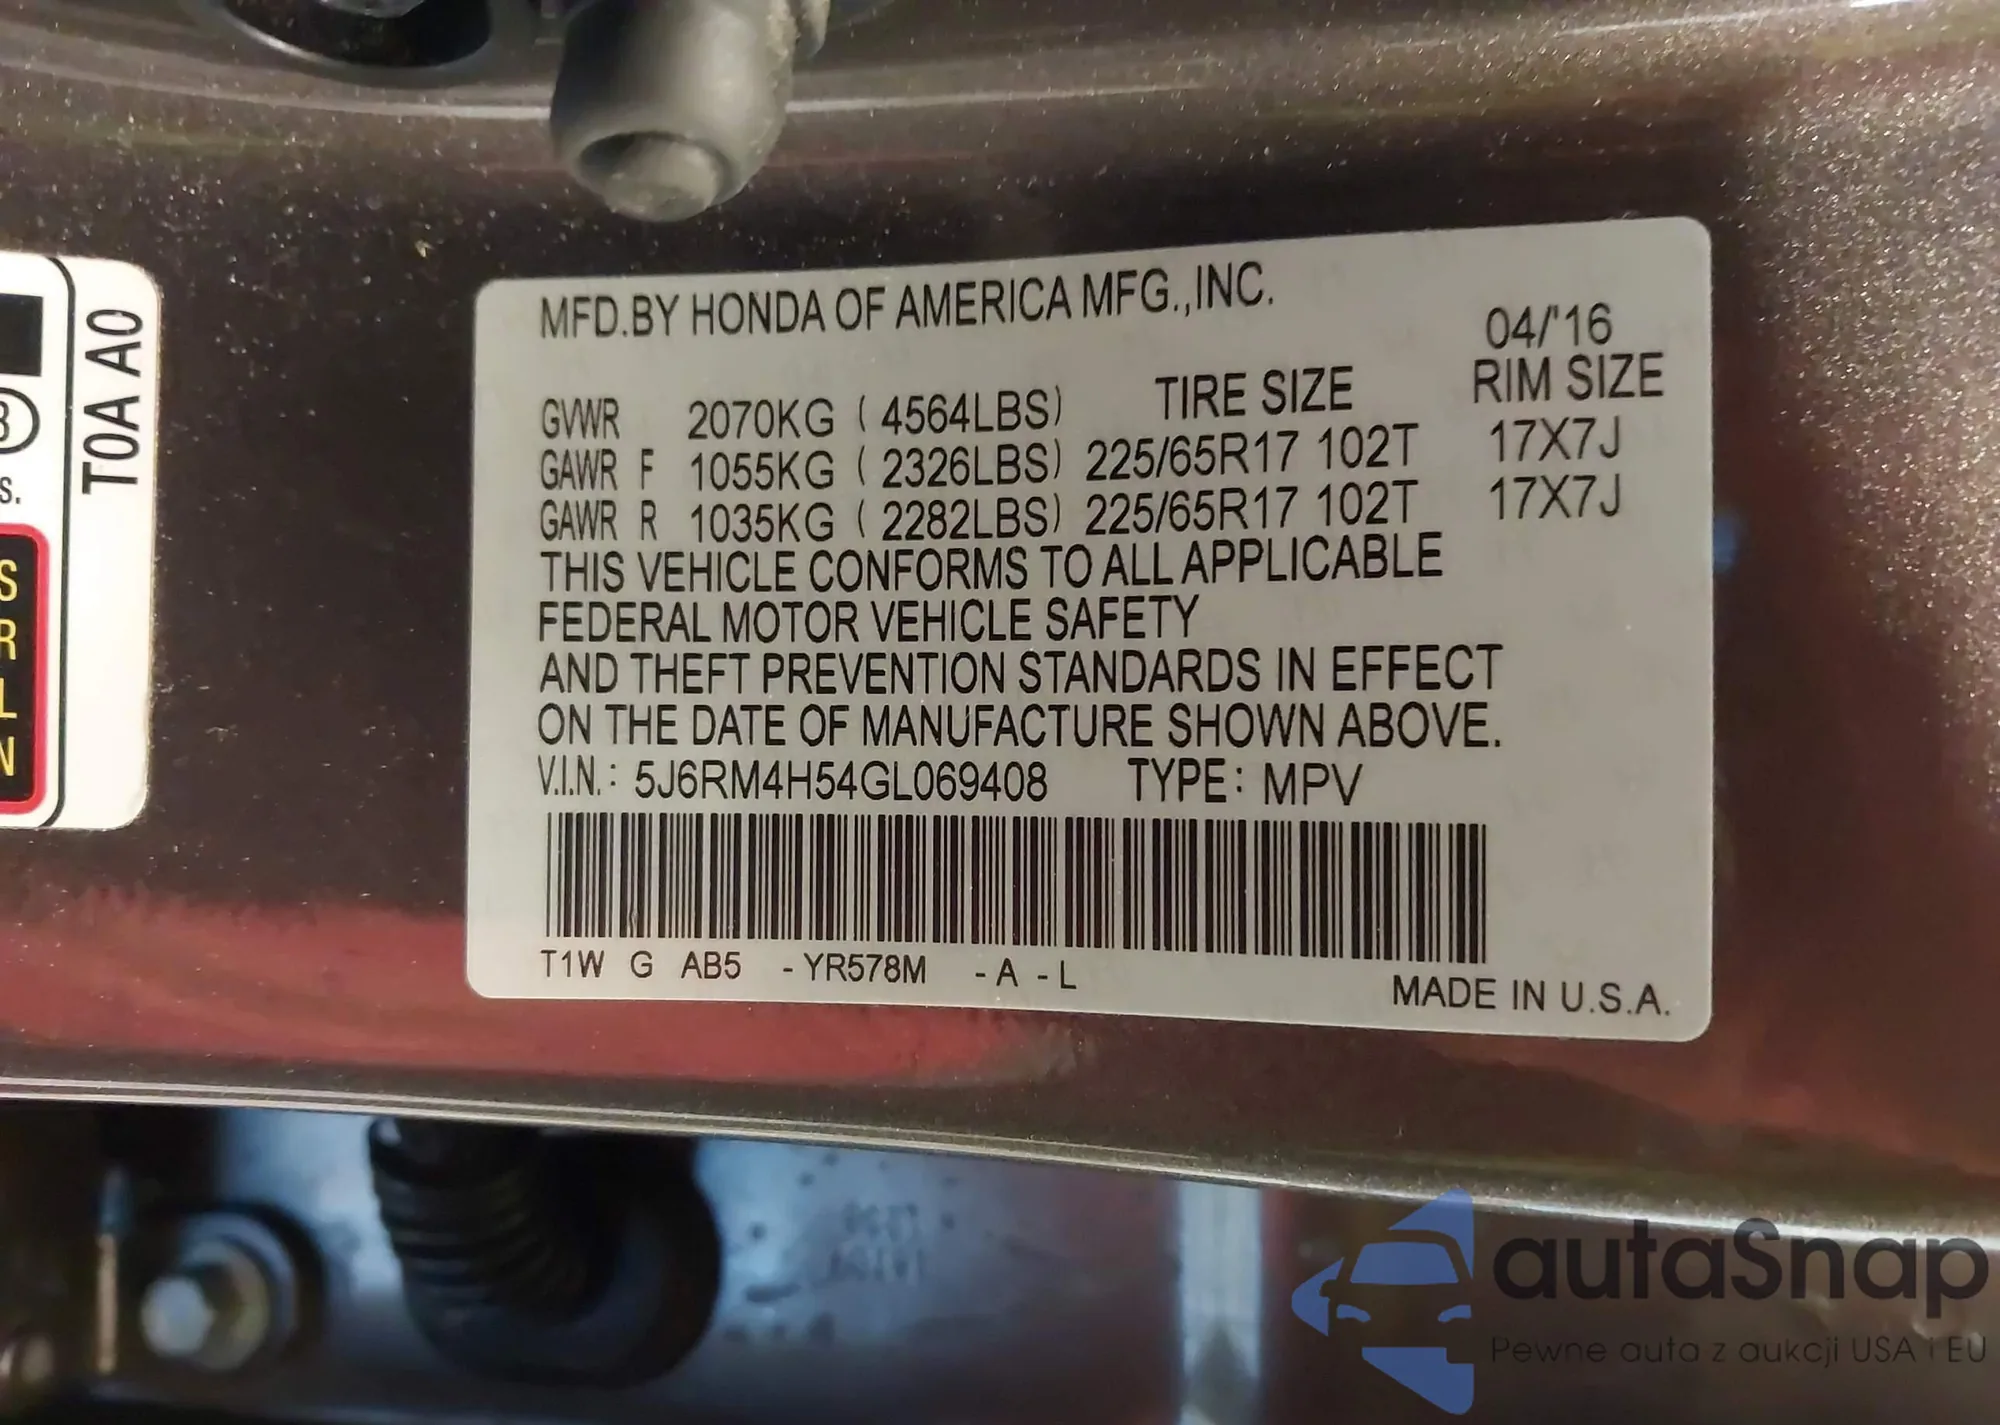 MFD.BY HONDA OF AMERICA MFG.,INC.
04/'16
TIRE SIZE RIM SIZE
GVWR 2070KG ( 4564LBS)
GAWR F 1055KG ( 2326LBS) 225/65R17 102T 17X7J
GAWR R 1035KG ( 2282LBS) 225/65R17 102T 17X7J
THIS VEHICLE CONFORMS TO ALL APPLICABLE
FEDERAL MOTOR VEHICLE SAFETY
AND THEFT PREVENTION STANDARDS IN EFFECT
ON THE DATE OF MANUFACTURE SHOWN ABOVE.
V.I.N.: 5J6RM4H54GL069408 TYPE: MPV
T1W G AB5 - YR578M - A - L
MADE IN U.S.A.
T0A A0
S.
S
R
L
N
autaSnap
Pewne auta z aukcji USA i EU